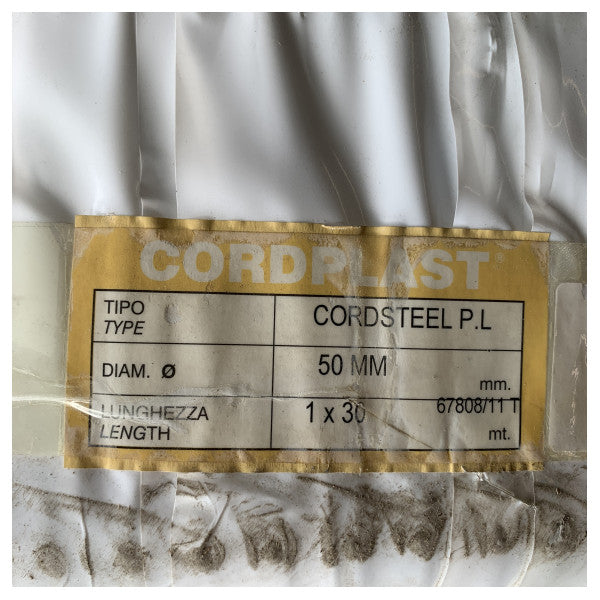 CORDPLAST®
TIPO
TYPE
CORDSTEEL P.L
DIAM. Ø
50 MM
mm.
LUNGHEZZA
LENGTH
1 x 30
67808/11 T
mt.